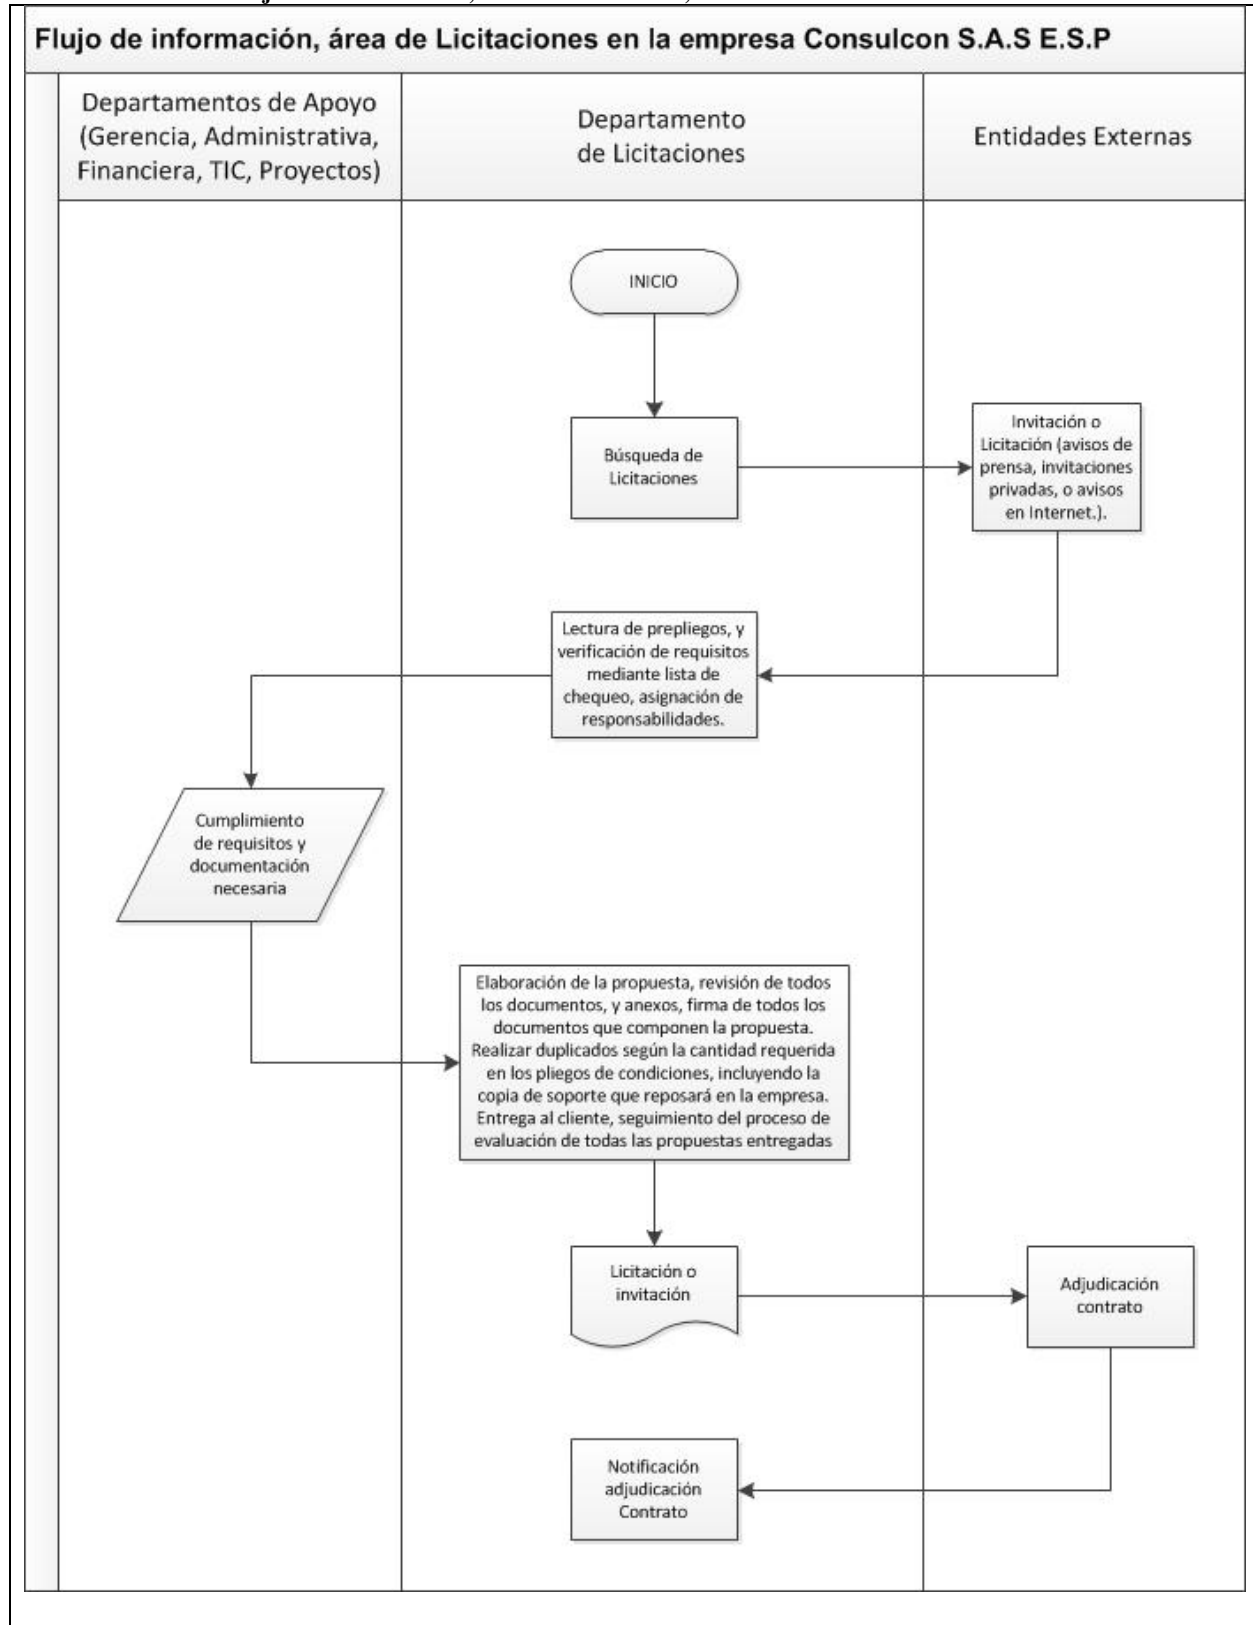 Flujo de información, área de Licitaciones en la empresa Consulcon S.A.S E.S.P
Departamentos de Apoyo
(Gerencia, Administrativa,
Financiera, TIC, Proyectos)
Departamento
de Licitaciones
Entidades Externas
INICIO
Búsqueda de
Licitaciones
Invitación o
Licitación (avisos de
prensa, invitaciones
privadas, o avisos
en Internet.).
Lectura de prepliegos, y
verificación de requisitos
mediante lista de
chequeo, asignación de
responsabilidades.
Cumplimiento
de requisitos y
documentación
necesaria
Elaboración de la propuesta, revisión de todos
los documentos, y anexos, firma de todos los
documentos que componen la propuesta.
Realizar duplicados según la cantidad requerida
en los pliegos de condiciones, incluyendo la
copia de soporte que reposará en la empresa.
Entrega al cliente, seguimiento del proceso de
evaluación de todas las propuestas entregadas
Licitación o
invitación
Adjudicación
contrato
Notificación
adjudicación
Contrato